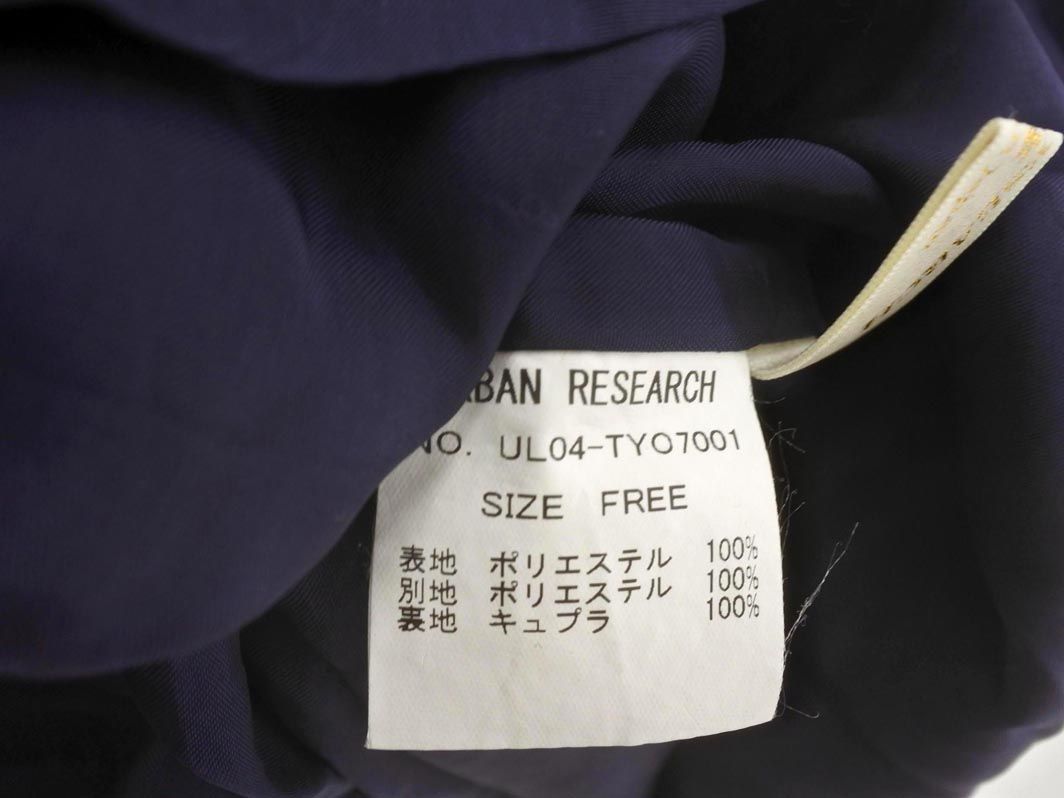 RBAN RESEARCH
NO. UL04-TYO7001
SIZE FREE
表地 ポリエステル 100%
別地 ポリエステル 100%
裏地 キュプラ 100%